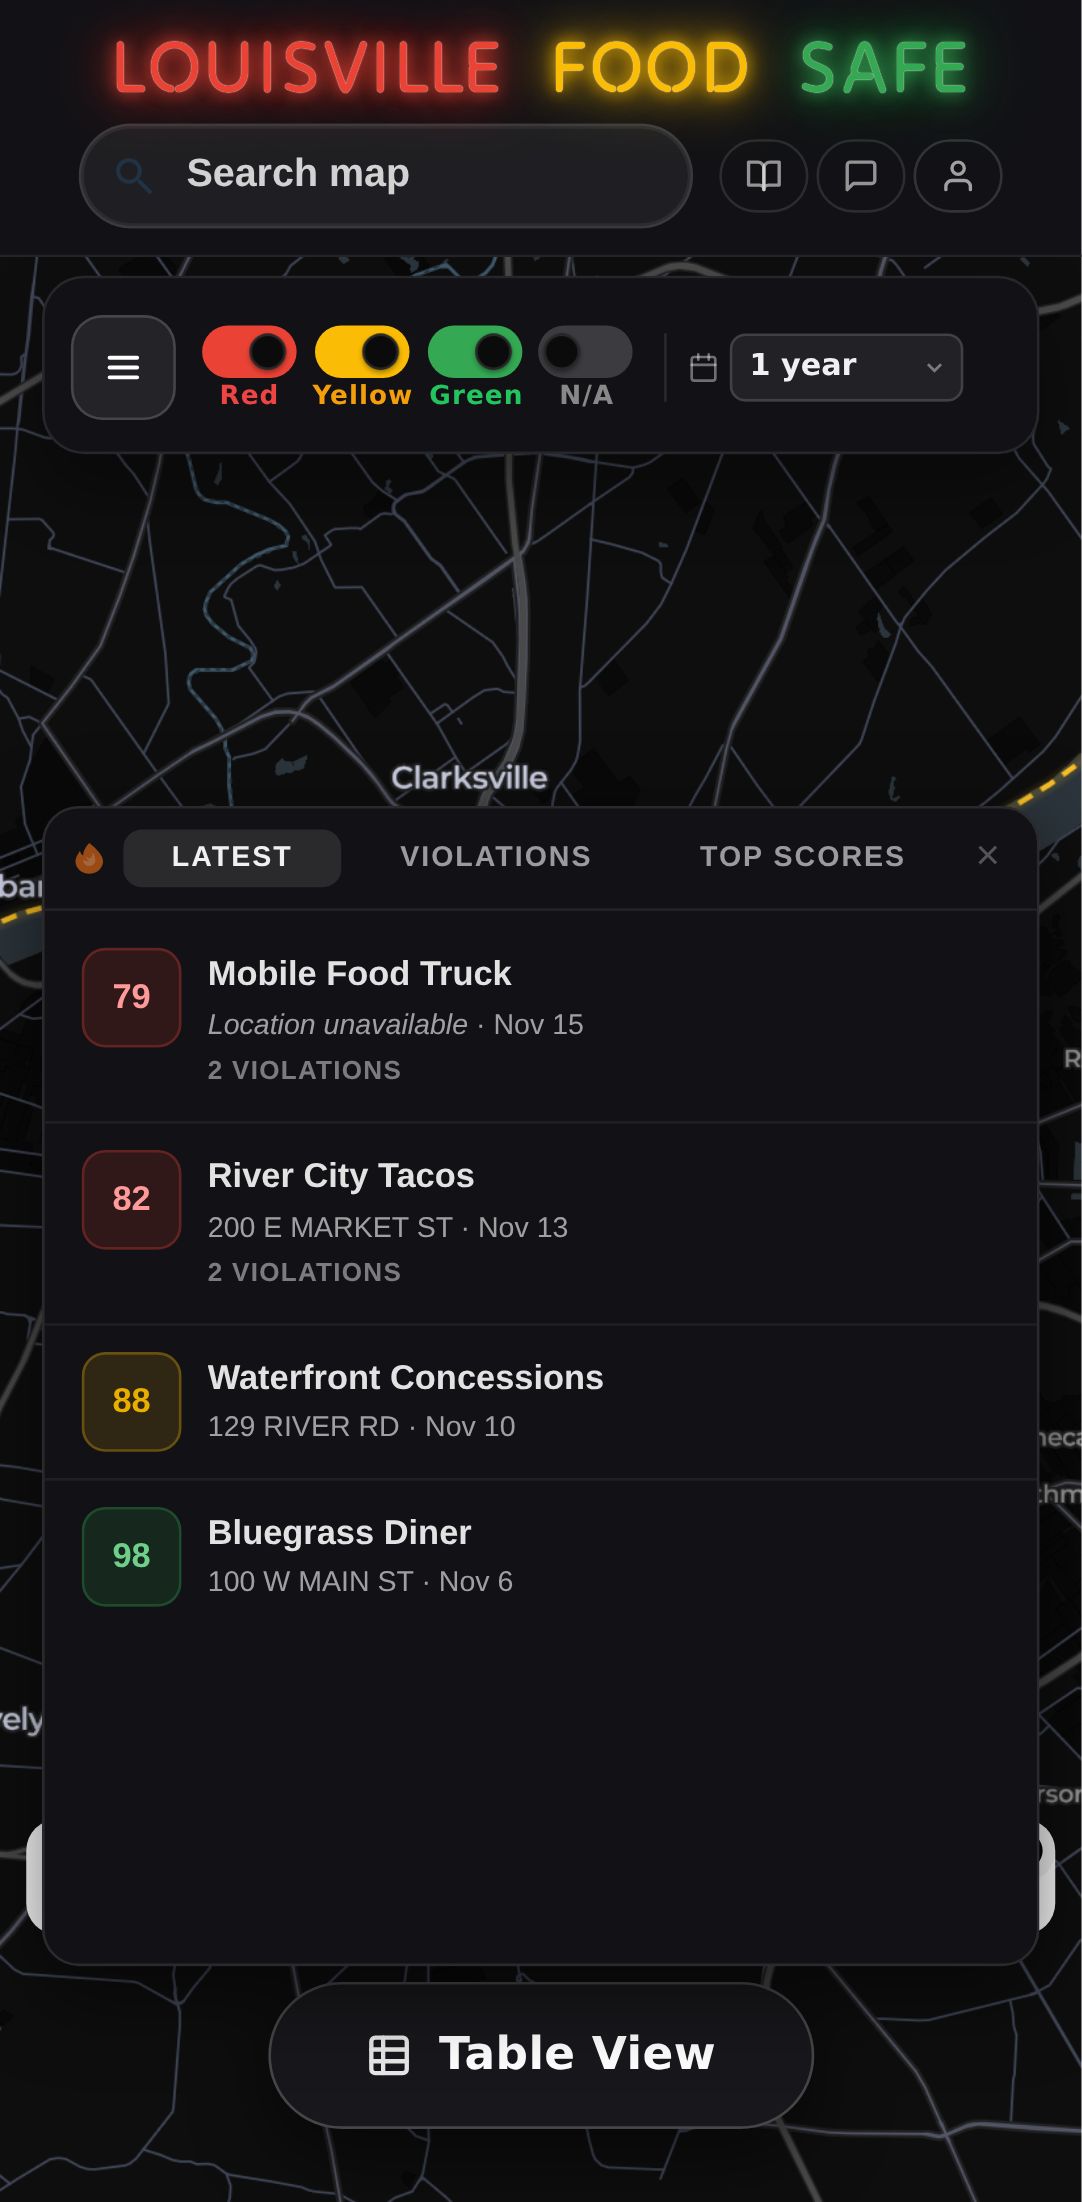 LOUISVILLE FOOD SAFE
Search map
Red Yellow Green N/A
1 year
Clarksville
LATEST VIOLATIONS TOP SCORES
79
Mobile Food Truck
Location unavailable · Nov 15
2 VIOLATIONS
82
River City Tacos
200 E MARKET ST · Nov 13
2 VIOLATIONS
88
Waterfront Concessions
129 RIVER RD · Nov 10
98
Bluegrass Diner
100 W MAIN ST · Nov 6
Table View